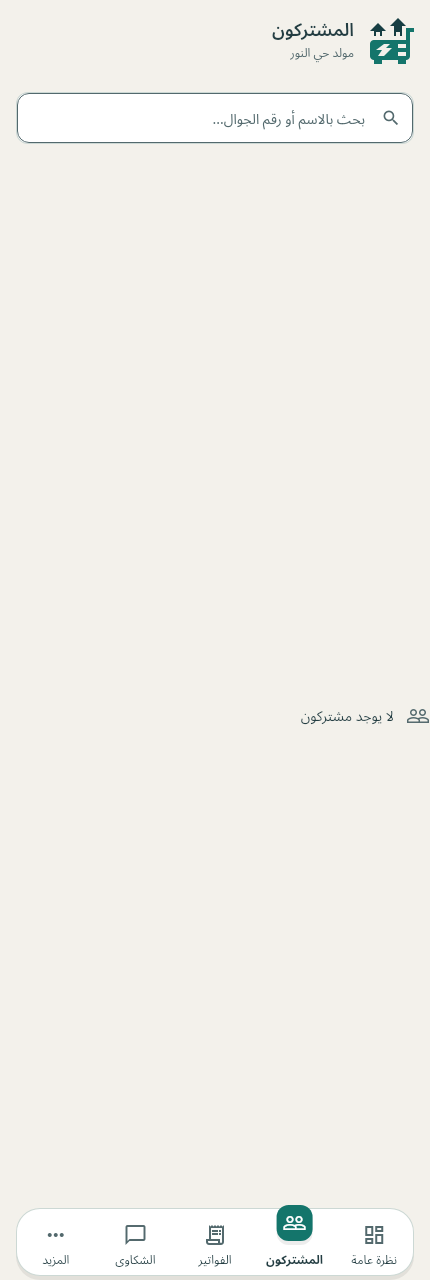 المشتركون
مولد حي النور
بحث بالاسم أو رقم الجوال...
لا يوجد مشتركون
نظرة عامة
المشتركون
الفواتير
الشكاوى
المزيد